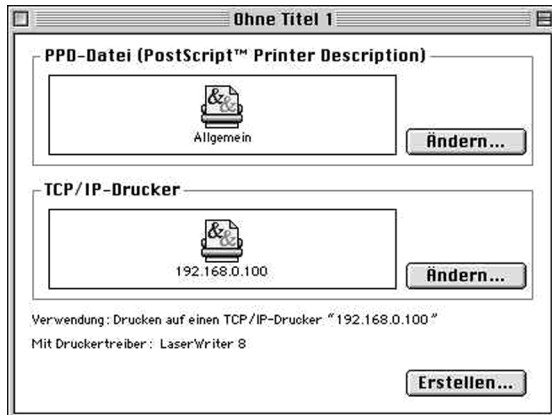 Ohne Titel 1
PPD-Datei (PostScript™ Printer Description)
Allgemein
Ändern...
TCP/IP-Drucker
192.168.0.100
Ändern...
Verwendung: Drucken auf einen TCP/IP-Drucker "192.168.0.100"
Mit Druckertreiber: LaserWriter 8
Erstellen...